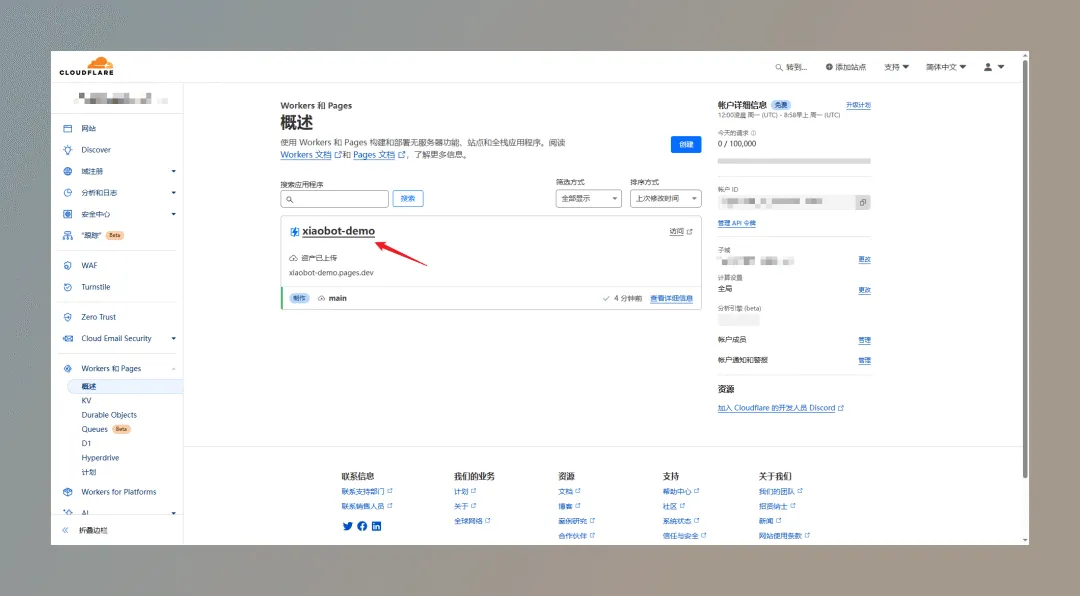 CLOUDFLARE
转到...
添加站点
支持
简体中文
网站
Discover
域注册
分析和日志
安全中心
"跟踪" Beta
WAF
Turnstile
Zero Trust
Cloud Email Security
Workers 和 Pages
概述
KV
Durable Objects
Queues Beta
D1
Hyperdrive
计划
Workers for Platforms
AI
折叠边栏
Workers 和 Pages
概述
使用 Workers 和 Pages 构建和部署无服务器功能、站点和全栈应用程序。阅读
Workers 文档 和 Pages 文档 ，了解更多信息。
创建
搜索应用程序
搜索
筛选方式
全部显示
排序方式
上次修改时间
xiaobot-demo
访问
资产已上传
xiaobot-demo.pages.dev
制作
main
4 分钟前
查看详细信息
帐户详细信息 免费
升级计划
12:00凌晨 周一 (UTC) - 8:58早上 周一 (UTC)
今天的请求
0 / 100,000
帐户 ID
管理 API 令牌
子域
更改
计算设置
全局
更改
分析引擎 (beta)
帐户成员
管理
帐户通知和警报
管理
资源
加入 Cloudflare 的开发人员 Discord
联系信息
联系支持部门
联系销售人员
我们的业务
计划
关于
全球网络
资源
文档
博客
案例研究
合作伙伴
支持
帮助中心
社区
系统状态
信任与安全
关于我们
我们的团队
招贤纳士
新闻
网站使用条款